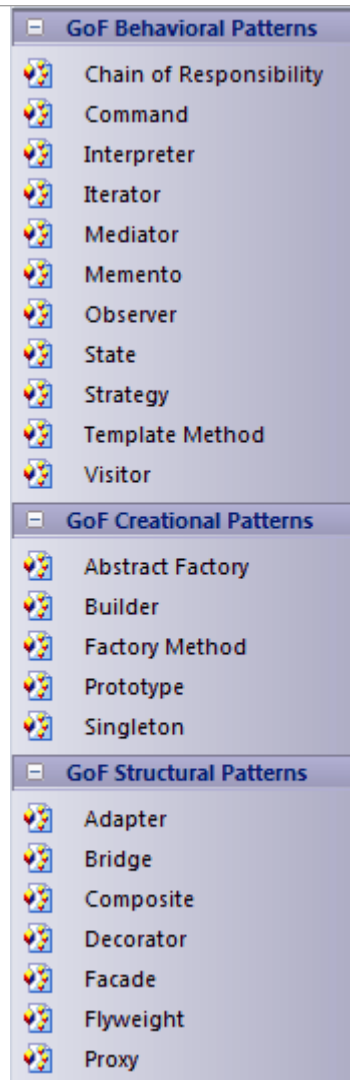 GoF Behavioral Patterns
Chain of Responsibility
Command
Interpreter
Iterator
Mediator
Memento
Observer
State
Strategy
Template Method
Visitor
GoF Creational Patterns
Abstract Factory
Builder
Factory Method
Prototype
Singleton
GoF Structural Patterns
Adapter
Bridge
Composite
Decorator
Facade
Flyweight
Proxy